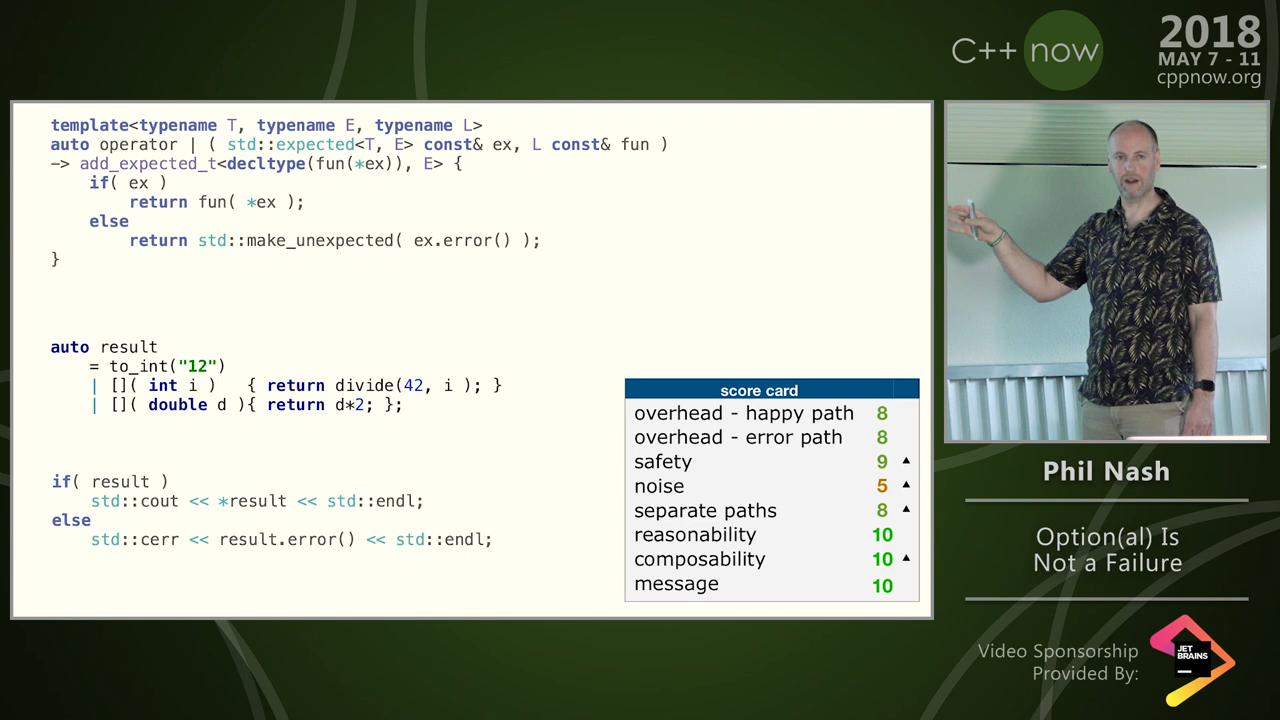 C++ now
2018
MAY 7 - 11
cppnow.org
template<typename T, typename E, typename L>
auto operator | ( std::expected<T, E> const& ex, L const& fun )
-> add_expected_t<decltype(fun(*ex)), E> {
    if( ex )
        return fun( *ex );
    else
        return std::make_unexpected( ex.error() );
}
auto result
    = to_int("12")
    | []( int i )   { return divide(42, i ); }
    | []( double d ){ return d*2; };
if( result )
    std::cout << *result << std::endl;
else
    std::cerr << result.error() << std::endl;
score card
overhead - happy path 8
overhead - error path 8
safety 9 ▲
noise 5 ▲
separate paths 8 ▲
reasonability 10
composability 10 ▲
message 10
Phil Nash
Option(al) Is
Not a Failure
Video Sponsorship
Provided By:
JET
BRAINS